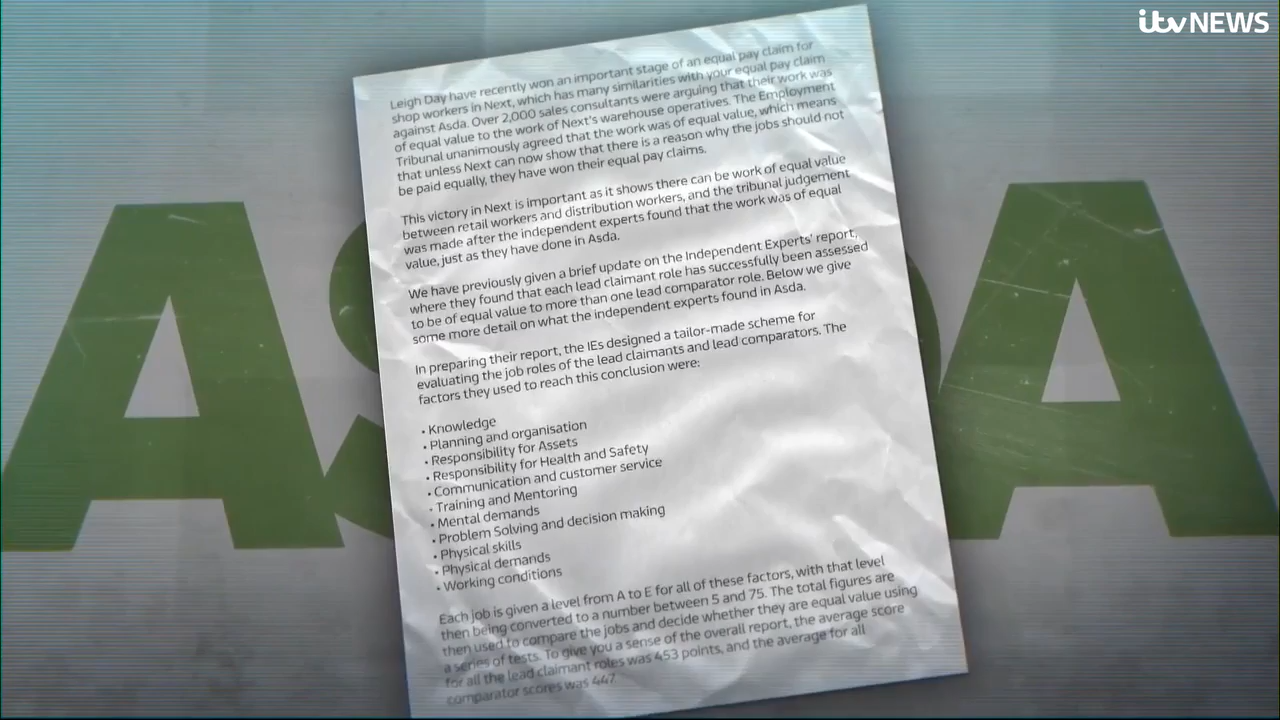 itv NEWS
Leigh Day have recently won an important stage of an equal pay claim for
shop workers in Next, which has many similarities with your equal pay claim
against Asda. Over 2,000 sales consultants were arguing that their work was
of equal value to the work of Next's warehouse operatives. The Employment
Tribunal unanimously agreed that the work was of equal value, which means
that unless Next can now show that there is a reason why the jobs should not
be paid equally, they have won their equal pay claims.
This victory in Next is important as it shows there can be work of equal value
between retail workers and distribution workers, and the tribunal judgement
was made after the independent experts found that the work was of equal
value, just as they have done in Asda.
We have previously given a brief update on the Independent Experts' report,
where they found that each lead claimant role has successfully been assessed
to be of equal value to more than one lead comparator role. Below we give
some more detail on what the independent experts found in Asda.
In preparing their report, the IEs designed a tailor-made scheme for
evaluating the job roles of the lead claimants and lead comparators. The
factors they used to reach this conclusion were:
• Knowledge
• Planning and organisation
• Responsibility for Assets
• Responsibility for Health and Safety
• Communication and customer service
• Training and Mentoring
• Mental demands
• Problem Solving and decision making
• Physical skills
• Physical demands
• Working conditions
Each job is given a level from A to E for all of these factors, with that level
then being converted to a number between 5 and 75. The total figures are
then used to compare the jobs and decide whether they are equal value using
a series of tests. To give you a sense of the overall report, the average score
for all the lead claimant roles was 453 points, and the average for all
comparator scores was 447
ASDA